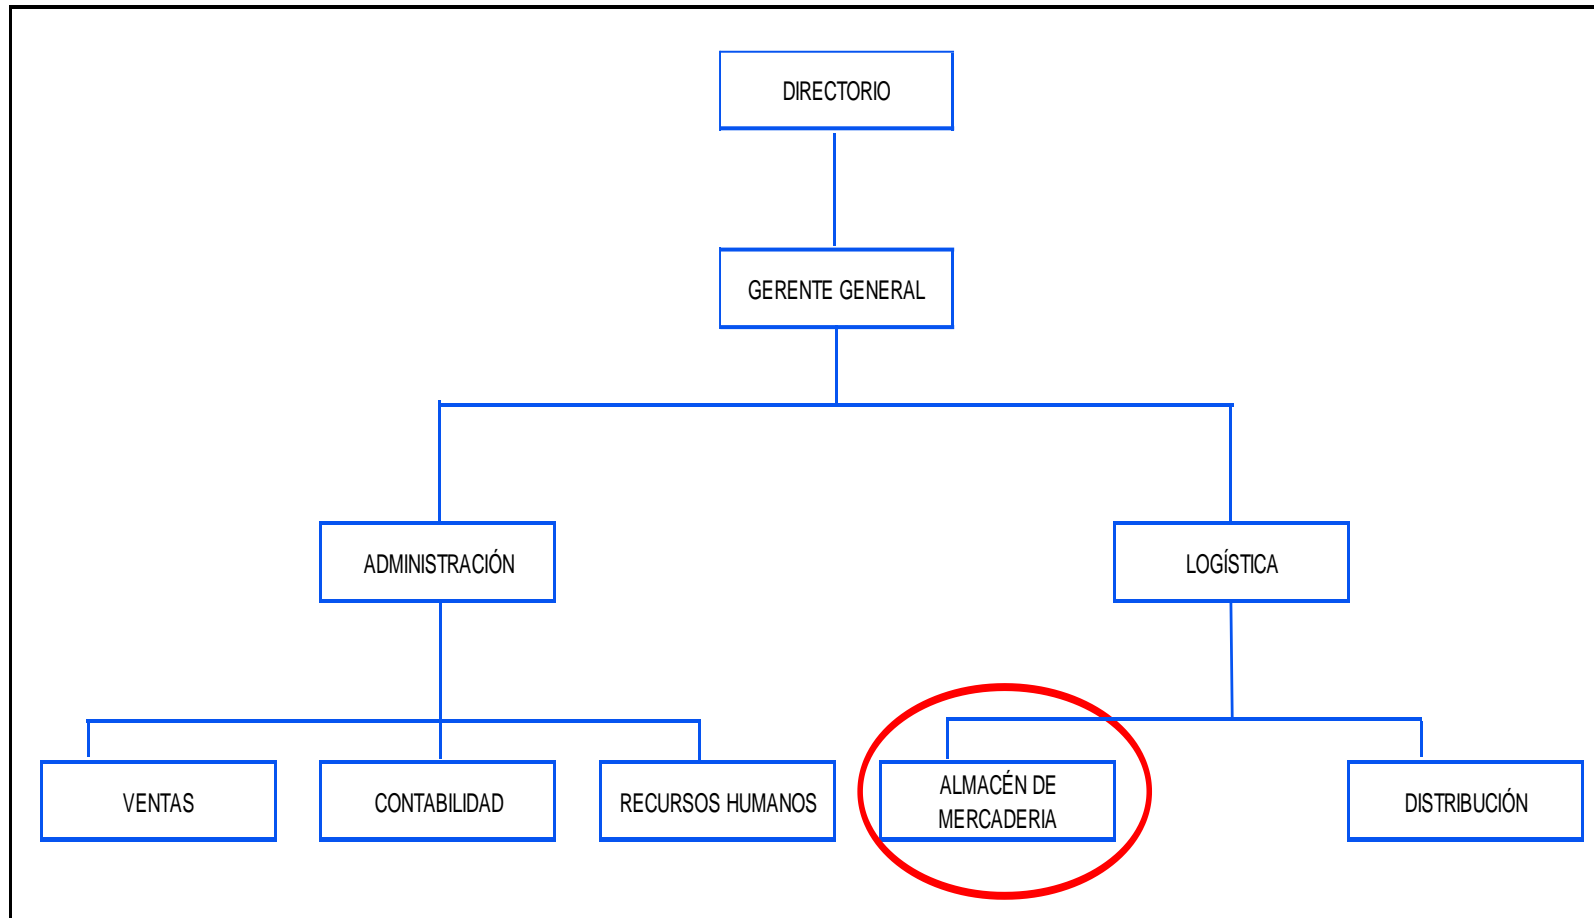 DIRECTORIO
GERENTE GENERAL
ADMINISTRACIÓN
LOGÍSTICA
VENTAS
CONTABILIDAD
RECURSOS HUMANOS
ALMACÉN DE
MERCADERIA
DISTRIBUCIÓN